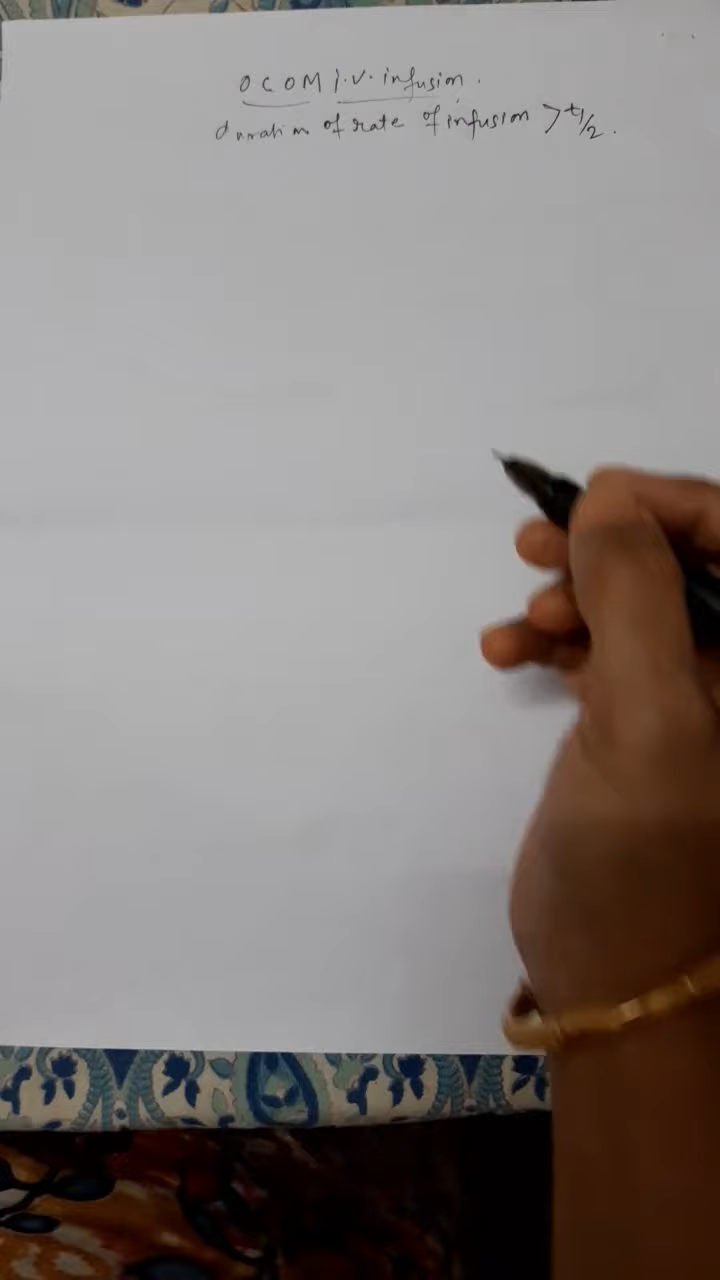 OCOM i.v. infusion.
duration of rate of infusion > t1/2.